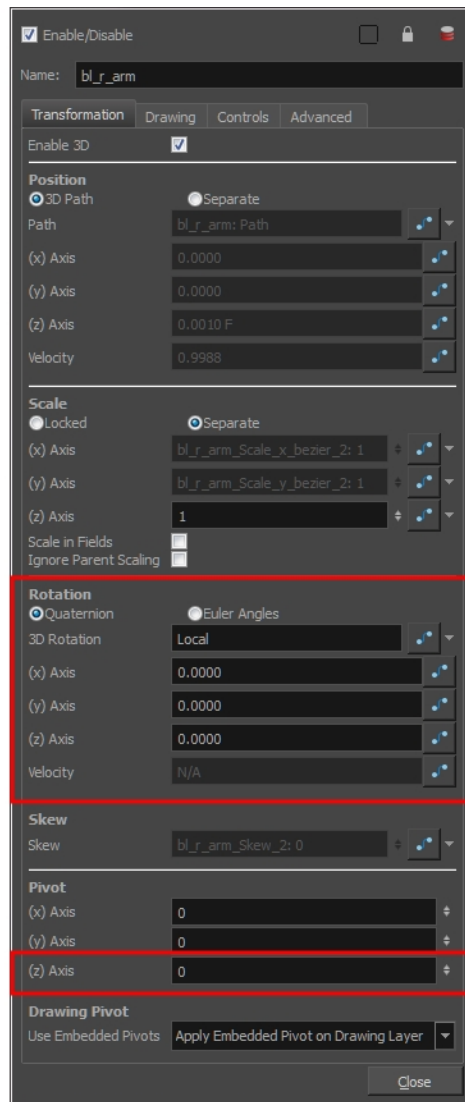 Enable/Disable
Name: bl_r_arm
Transformation Drawing Controls Advanced
Enable 3D
Position
3D Path Separate
Path bl_r_arm: Path
(x) Axis 0.0000
(y) Axis 0.0000
(z) Axis 0.0010 F
Velocity 0.9988
Scale
Locked Separate
(x) Axis bl_r_arm_Scale_x_bezier_2: 1
(y) Axis bl_r_arm_Scale_y_bezier_2: 1
(z) Axis 1
Scale in Fields
Ignore Parent Scaling
Rotation
Quaternion Euler Angles
3D Rotation Local
(x) Axis 0.0000
(y) Axis 0.0000
(z) Axis 0.0000
Velocity N/A
Skew
Skew bl_r_arm_Skew_2: 0
Pivot
(x) Axis 0
(y) Axis 0
(z) Axis 0
Drawing Pivot
Use Embedded Pivots Apply Embedded Pivot on Drawing Layer
Close